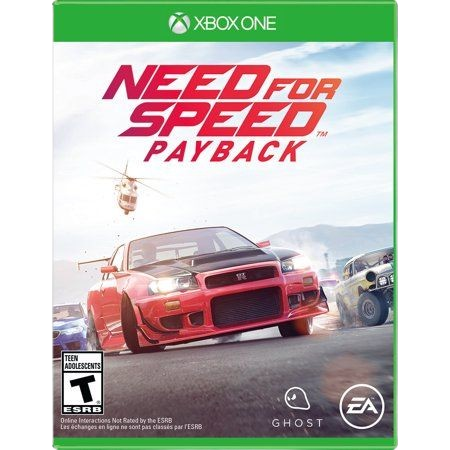 XBOX ONE
NEED FOR
SPEED™
PAYBACK
TEEN
ADOLESCENTS
T
ESRB
Online Interactions Not Rated by the ESRB
Les échanges en ligne ne sont pas classés par l'ESRB
GHOST
EA